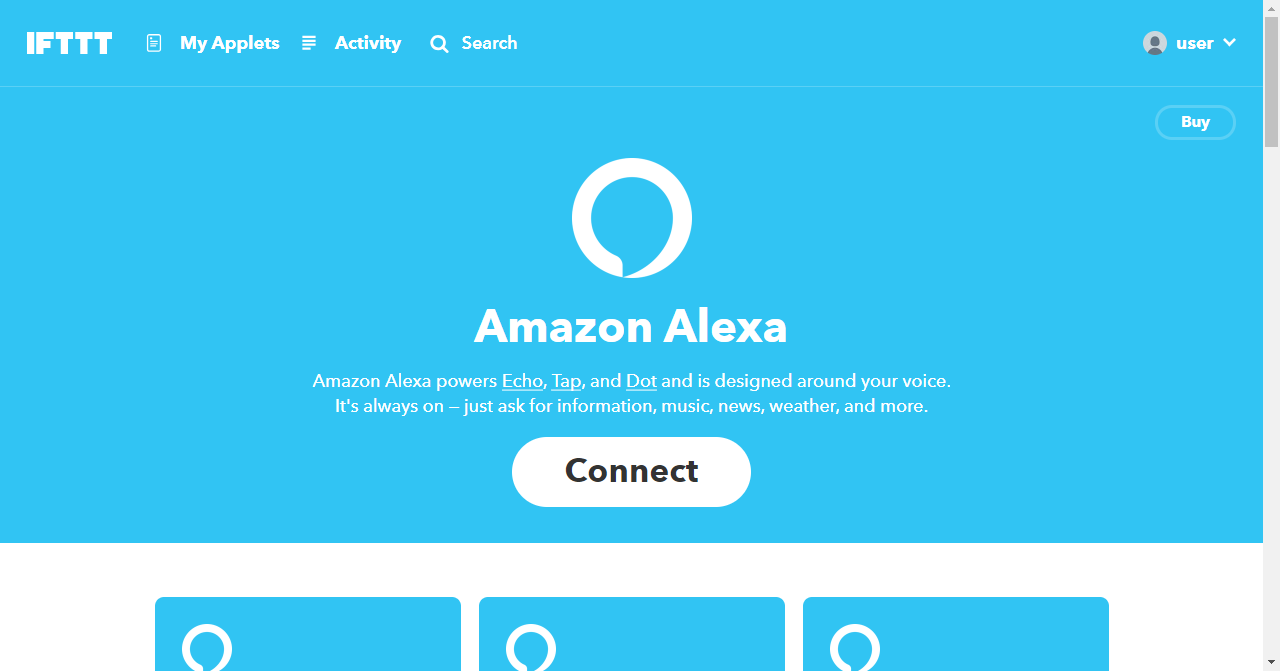 IFTTT My Applets Activity Search user
Buy
Amazon Alexa
Amazon Alexa powers Echo, Tap, and Dot and is designed around your voice.
It's always on – just ask for information, music, news, weather, and more.
Connect